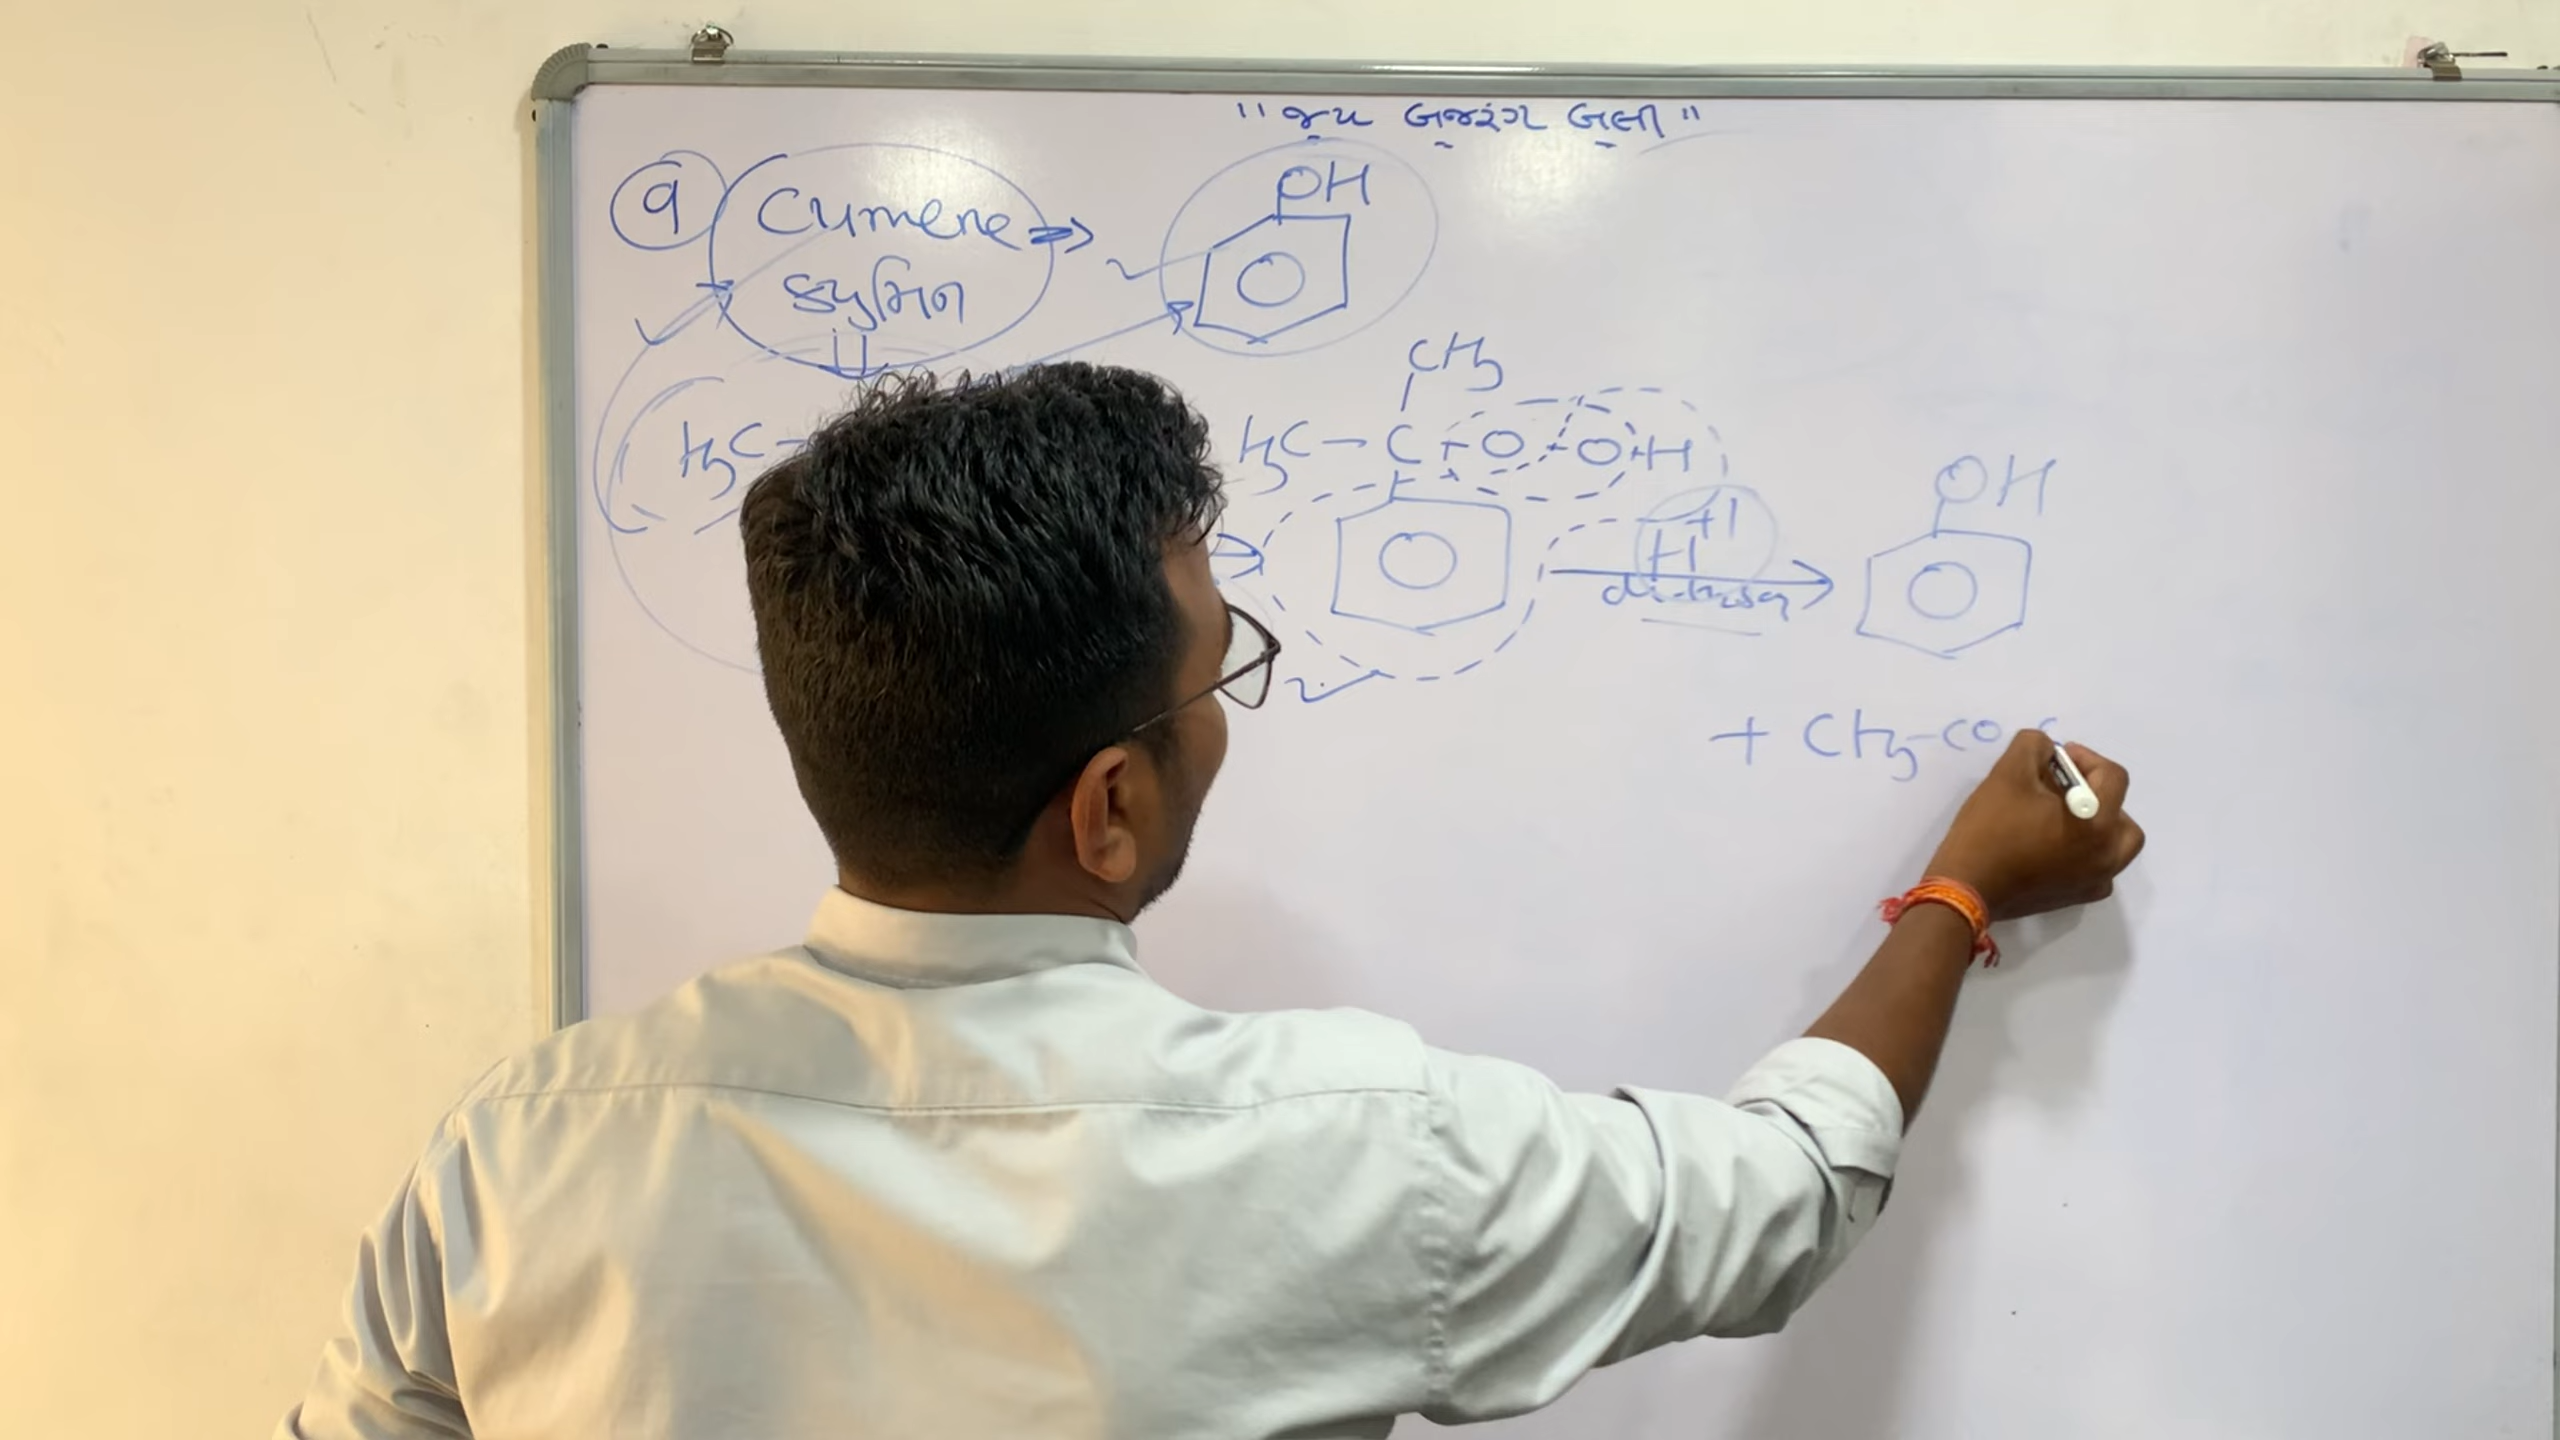 "જય બજરંગ બલી"
9 Cumene → OH
ક્યુમિન
CH3
H3C- H3C-C-O-O-H
OH
H+
+ CH3-CO